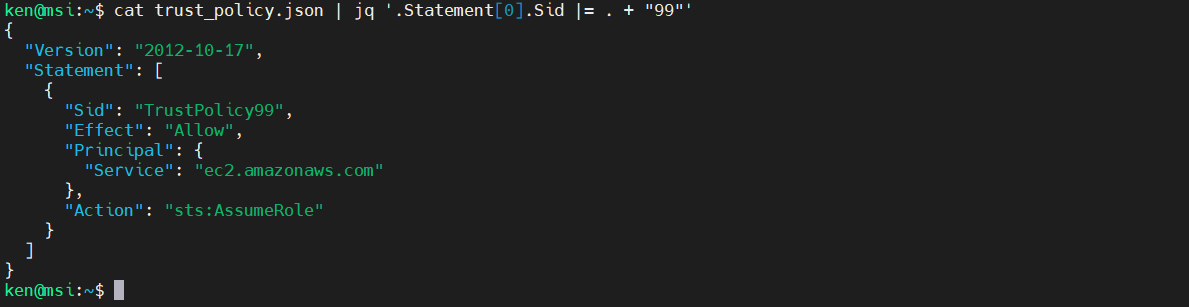 ken@msi:~$ cat trust_policy.json | jq '.Statement[0].Sid |= . + "99"'
{
  "Version": "2012-10-17",
  "Statement": [
    {
      "Sid": "TrustPolicy99",
      "Effect": "Allow",
      "Principal": {
        "Service": "ec2.amazonaws.com"
      },
      "Action": "sts:AssumeRole"
    }
  ]
}
ken@msi:~$